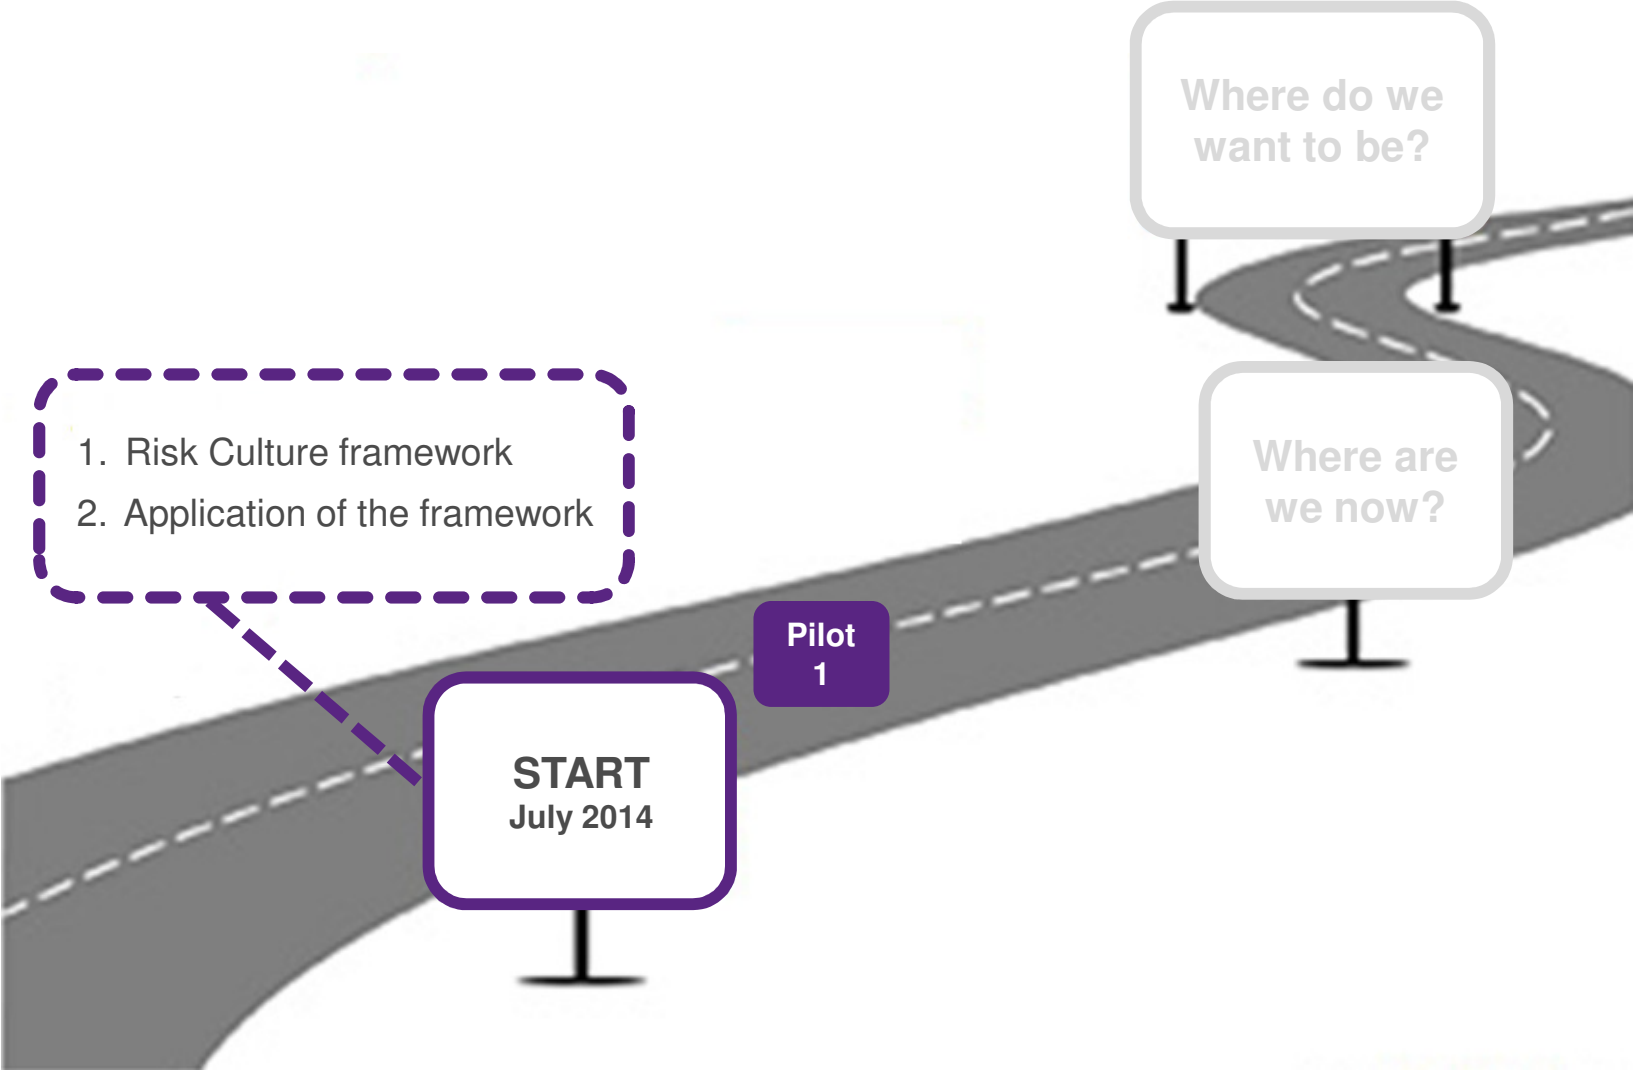 Where do we
want to be?
Where are
we now?
1. Risk Culture framework
2. Application of the framework
Pilot
1
START
July 2014